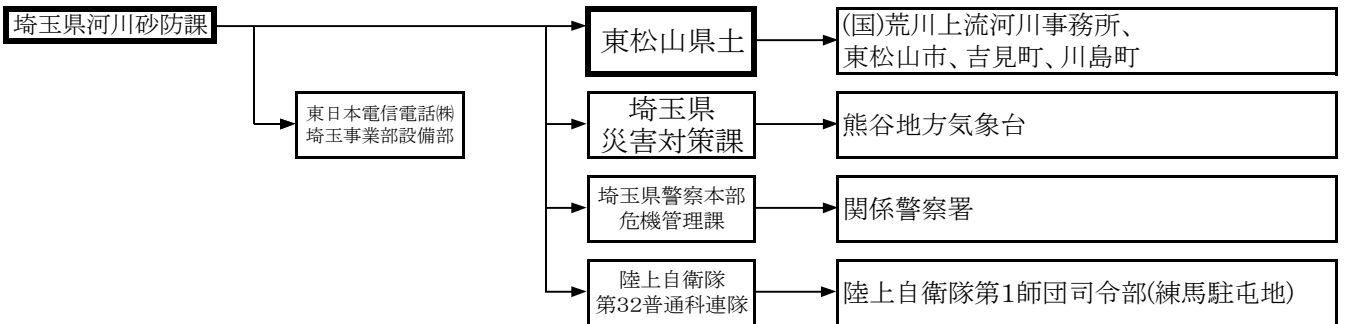 埼玉県河川砂防課
東松山県土
(国)荒川上流河川事務所、
東松山市、吉見町、川島町
東日本電信電話㈱
埼玉事業部設備部
埼玉県
災害対策課
熊谷地方気象台
埼玉県警察本部
危機管理課
関係警察署
陸上自衛隊
第32普通科連隊
陸上自衛隊第1師団司令部(練馬駐屯地)